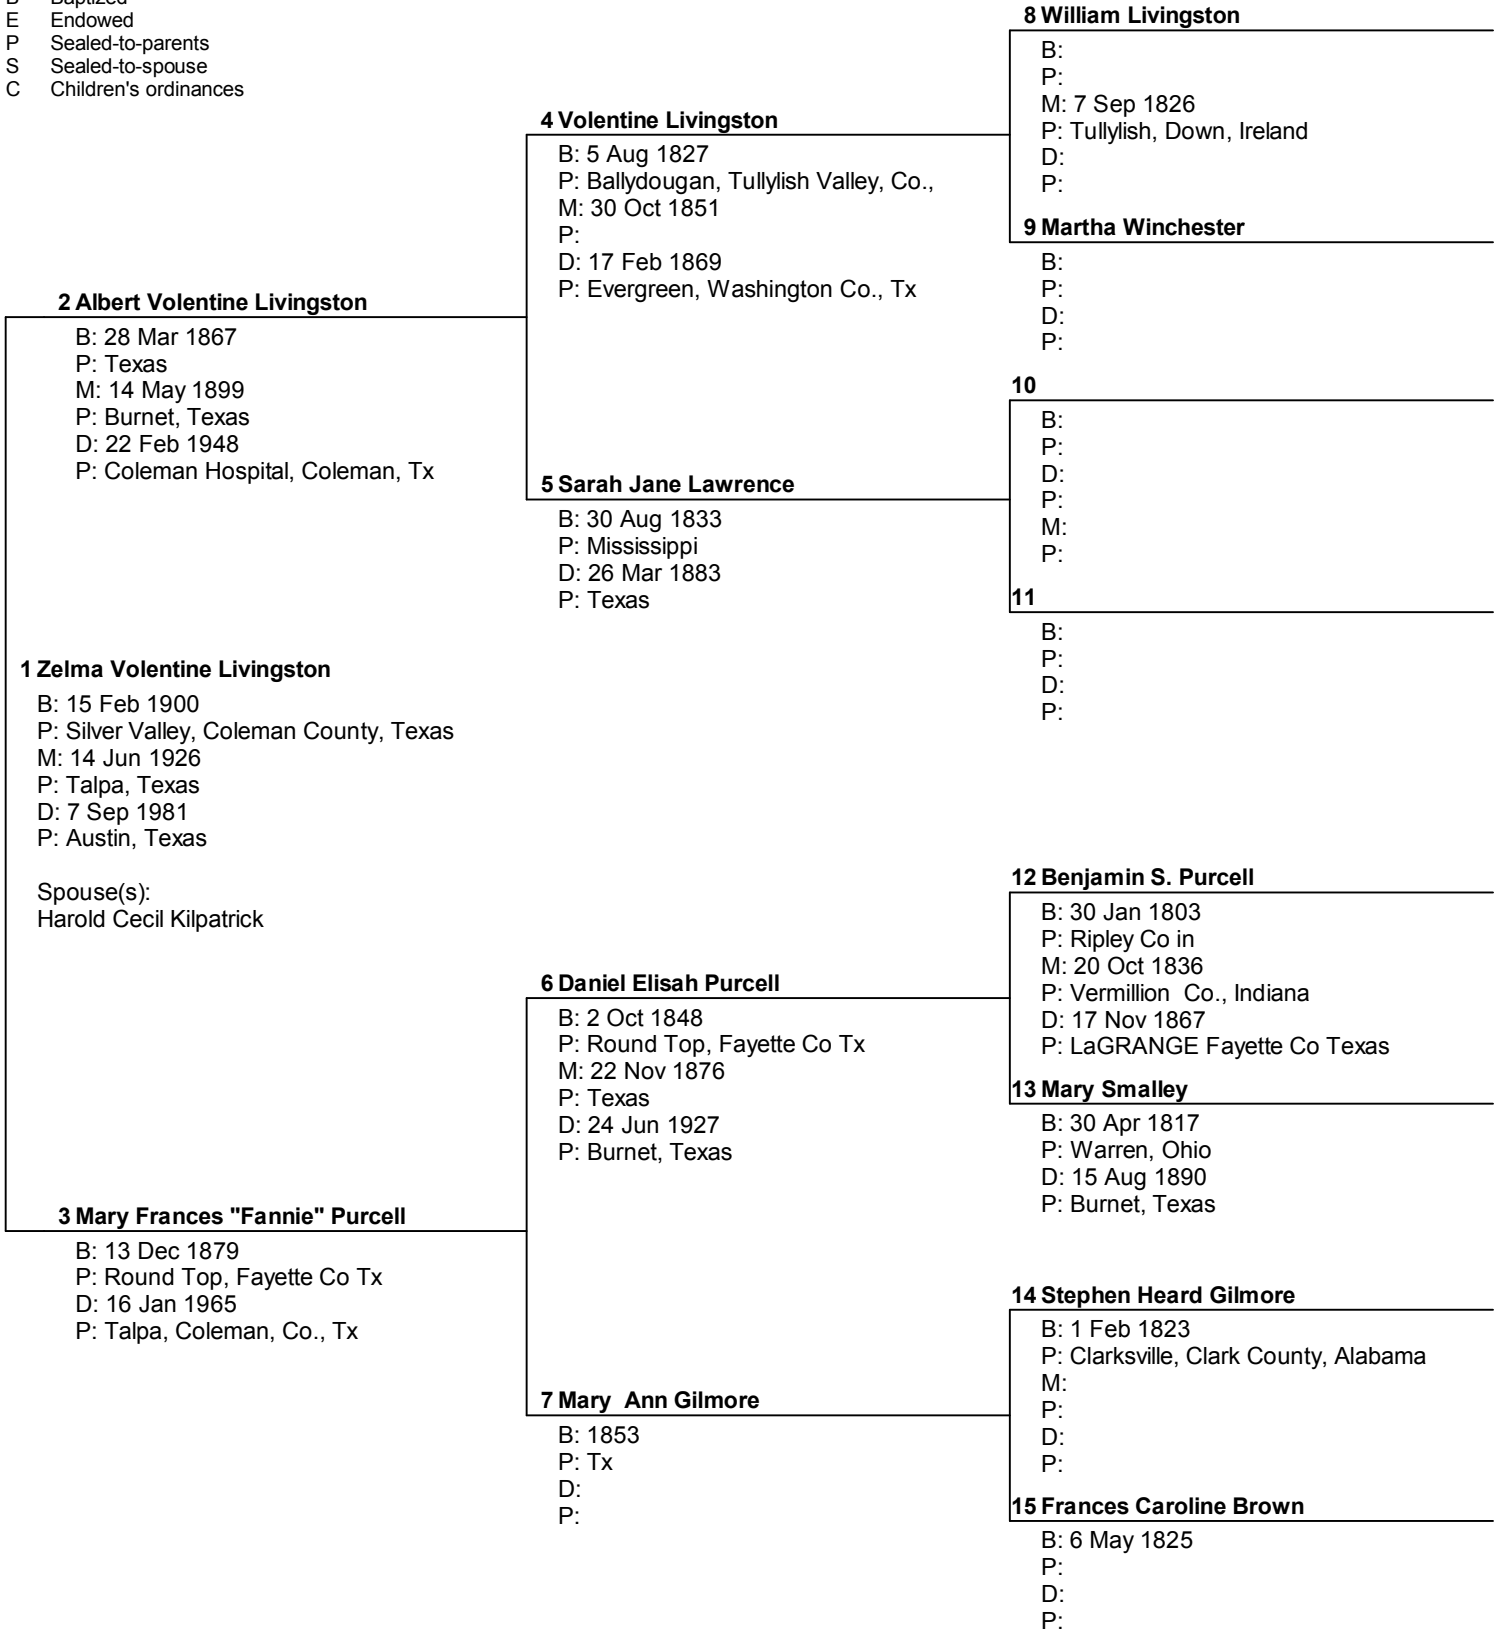 B Baptized
E Endowed
P Sealed-to-parents
S Sealed-to-spouse
C Children's ordinances
8 William Livingston
B:
P:
M: 7 Sep 1826
P: Tullylish, Down, Ireland
D:
P:
4 Volentine Livingston
B: 5 Aug 1827
P: Ballydougan, Tullylish Valley, Co.,
M: 30 Oct 1851
P:
D: 17 Feb 1869
P: Evergreen, Washington Co., Tx
9 Martha Winchester
B:
P:
D:
P:
2 Albert Volentine Livingston
B: 28 Mar 1867
P: Texas
M: 14 May 1899
P: Burnet, Texas
D: 22 Feb 1948
P: Coleman Hospital, Coleman, Tx
10
B:
P:
D:
P:
M:
P:
5 Sarah Jane Lawrence
B: 30 Aug 1833
P: Mississippi
D: 26 Mar 1883
P: Texas
11
B:
P:
D:
P:
1 Zelma Volentine Livingston
B: 15 Feb 1900
P: Silver Valley, Coleman County, Texas
M: 14 Jun 1926
P: Talpa, Texas
D: 7 Sep 1981
P: Austin, Texas
Spouse(s):
Harold Cecil Kilpatrick
12 Benjamin S. Purcell
B: 30 Jan 1803
P: Ripley Co in
M: 20 Oct 1836
P: Vermillion  Co., Indiana
D: 17 Nov 1867
P: LaGRANGE Fayette Co Texas
6 Daniel Elisah Purcell
B: 2 Oct 1848
P: Round Top, Fayette Co Tx
M: 22 Nov 1876
P: Texas
D: 24 Jun 1927
P: Burnet, Texas
13 Mary Smalley
B: 30 Apr 1817
P: Warren, Ohio
D: 15 Aug 1890
P: Burnet, Texas
3 Mary Frances "Fannie" Purcell
B: 13 Dec 1879
P: Round Top, Fayette Co Tx
D: 16 Jan 1965
P: Talpa, Coleman, Co., Tx
14 Stephen Heard Gilmore
B: 1 Feb 1823
P: Clarksville, Clark County, Alabama
M:
P:
D:
P:
7 Mary  Ann Gilmore
B: 1853
P: Tx
D:
P:
15 Frances Caroline Brown
B: 6 May 1825
P:
D:
P: